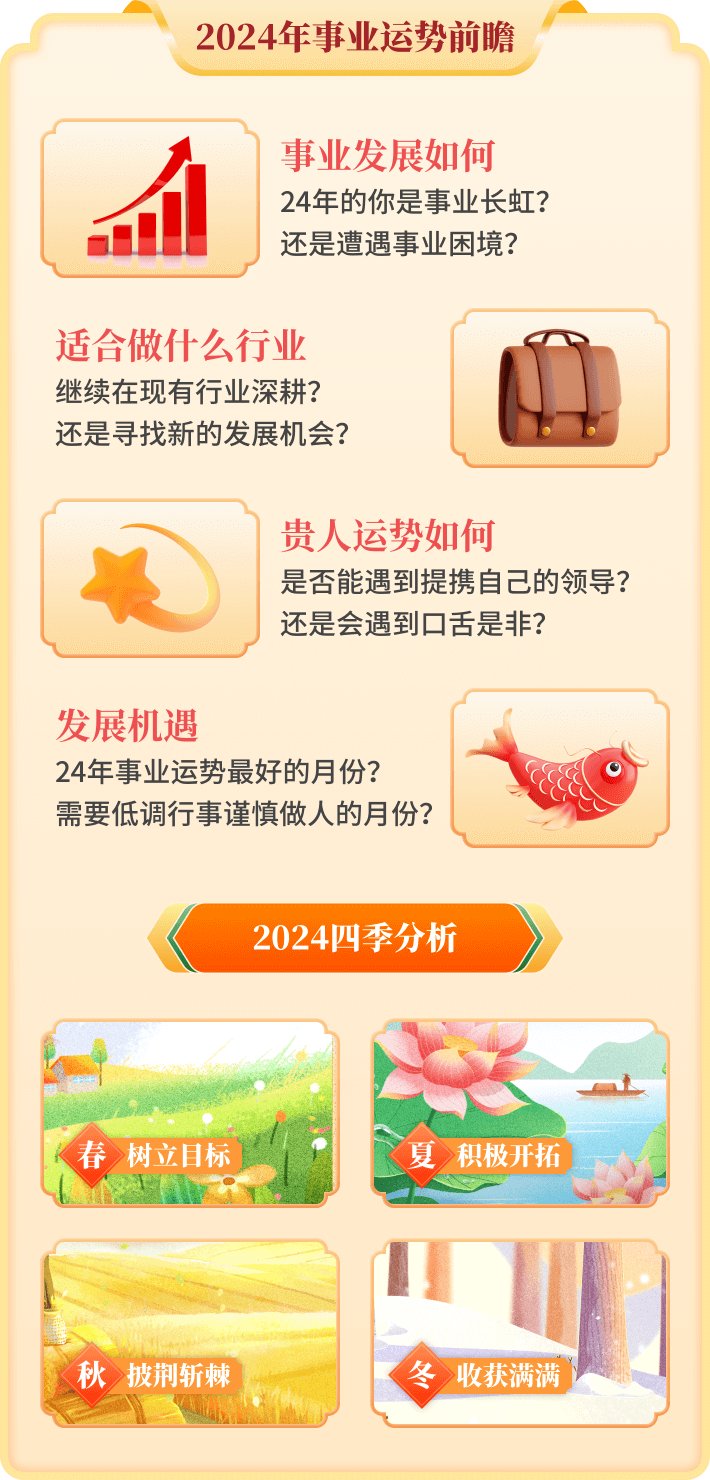 2024年事业运势前瞻
事业发展如何
24年的你是事业长虹？
还是遭遇事业困境？
适合做什么行业
继续在现有行业深耕？
还是寻找新的发展机会？
贵人运势如何
是否能遇到提携自己的领导？
还是会遇到口舌是非？
发展机遇
24年事业运势最好的月份？
需要低调行事谨慎做人的月份？
2024四季分析
春 树立目标
夏 积极开拓
秋 披荆斩棘
冬 收获满满